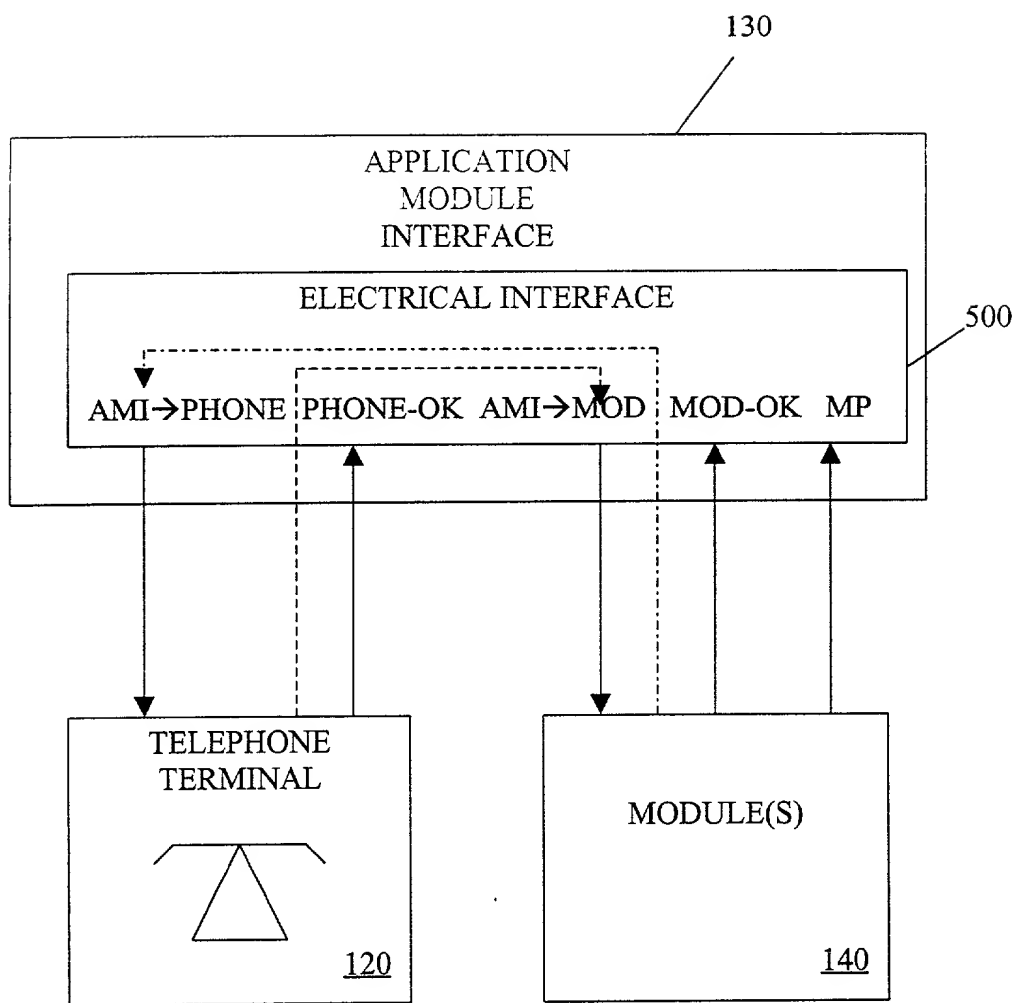 130
APPLICATION
MODULE
INTERFACE
ELECTRICAL INTERFACE
500
AMI→PHONE PHONE-OK AMI→MOD MOD-OK MP
TELEPHONE
TERMINAL
MODULE(S)
120
140